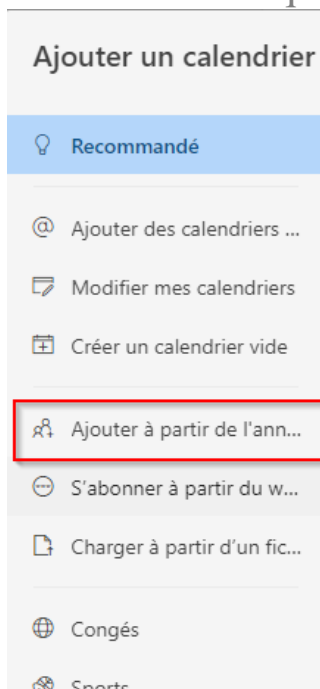 Ajouter un calendrier
Recommandé
Ajouter des calendriers ...
Modifier mes calendriers
Créer un calendrier vide
Ajouter à partir de l'ann...
S'abonner à partir du w...
Charger à partir d'un fic...
Congés
Sports